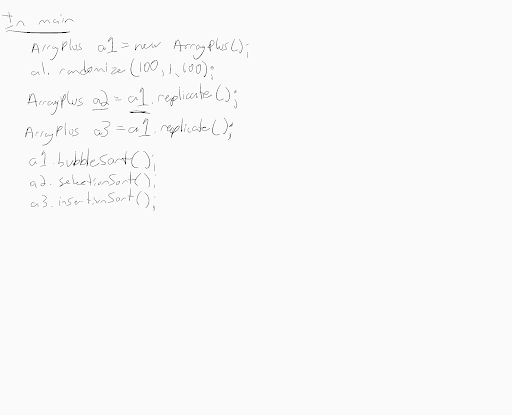 In main
ArrayPlus a1 = new ArrayPlus();
a1.randomize(100,1,600);
ArrayPlus a2 = a1.replicate();
ArrayPlus a3 = a1.replicate();
a1.bubbleSort();
a2.selectionSort();
a3.insertionSort();